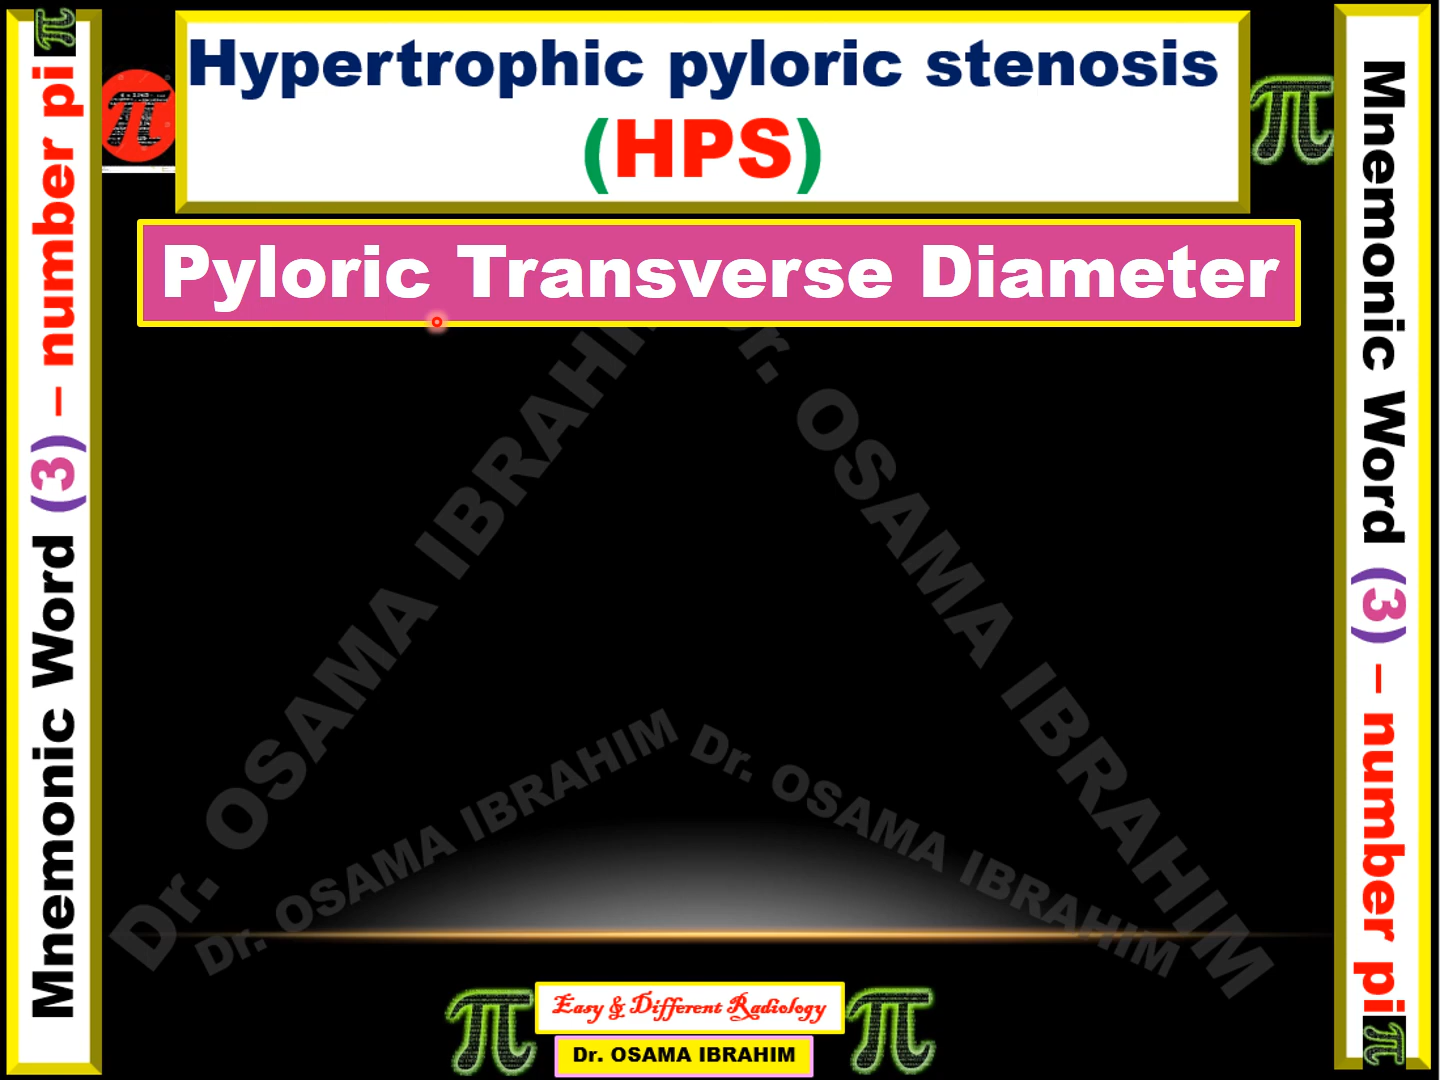 Mnemonic Word (3) – number pi
Hypertrophic pyloric stenosis
(HPS)
Pyloric Transverse Diameter
Dr. OSAMA IBRAHIM
Dr. OSAMA IBRAHIM
Dr. OSAMA IBRAHIM
Dr. OSAMA IBRAHIM
Easy & Different Radiology
Dr. OSAMA IBRAHIM
Mnemonic Word (3) – number pi